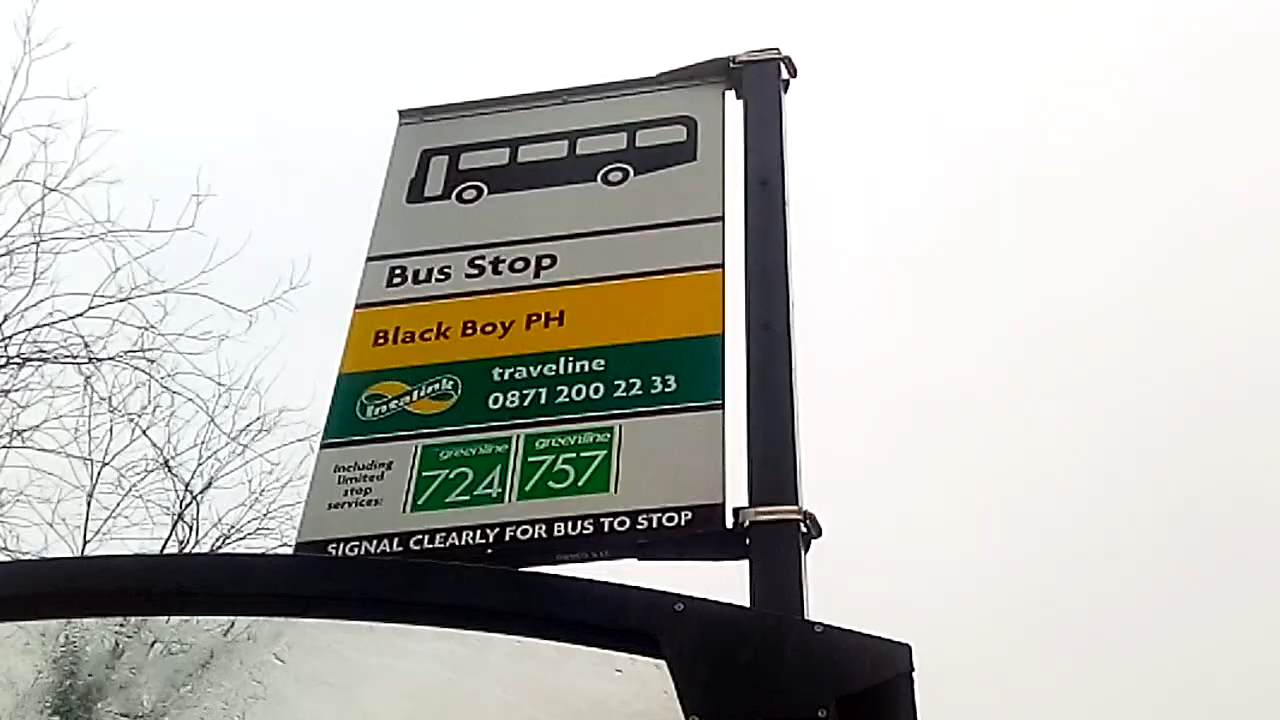 Bus Stop
Black Boy PH
Intalink
traveline
0871 200 22 33
Including
limited
stop
services:
greenline
724
greenline
757
SIGNAL CLEARLY FOR BUS TO STOP